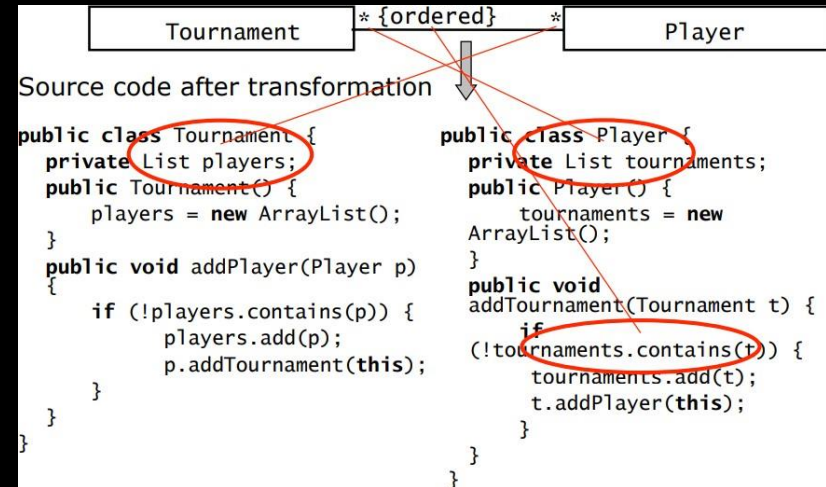 Tournament
* {ordered} *
Player
Source code after transformation
public class Tournament {
private List players;
public Tournament() {
players = new ArrayList();
}
public void addPlayer(Player p)
{
if (!players.contains(p)) {
players.add(p);
p.addTournament(this);
}
}
}
public class Player {
private List tournaments;
public Player() {
tournaments = new
ArrayList();
}
public void
addTournament(Tournament t) {
if
(!tournaments.contains(t)) {
tournaments.add(t);
t.addPlayer(this);
}
}
}